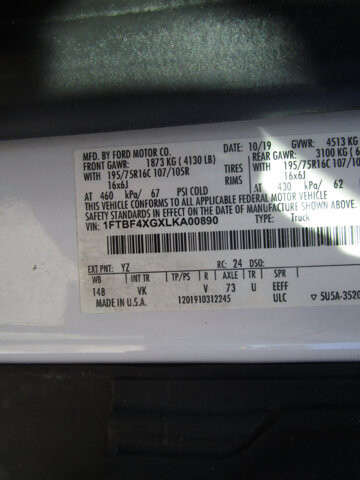 MFD. BY FORD MOTOR CO. 10/19 GVWR: 4513 KG
FRONT GAWR: 1873 KG ( 4130 LB) REAR GAWR: 3100 KG
WITH 195/75R16C 107/105R TIRES WITH 195/75R16C 107/10
16x6J RIMS 16x6J
AT 460 kPa/ 67 PSI COLD AT 430 kPa/ 62
THIS VEHICLE CONFORMS TO ALL APPLICABLE FEDERAL MOTOR VEHICLE
SAFETY STANDARDS IN EFFECT ON THE DATE OF MANUFACTURE
VIN: 1FTBF4XGXLKA00890 TYPE: Truck
EXT PNT: YZ RC: 24 DSO:
WB INT TR TP/PS R AXLE TR SPR
148 VK V 73 U EEFF
MADE IN U.S.A. 1201910312245 ULC 5U5A-3520